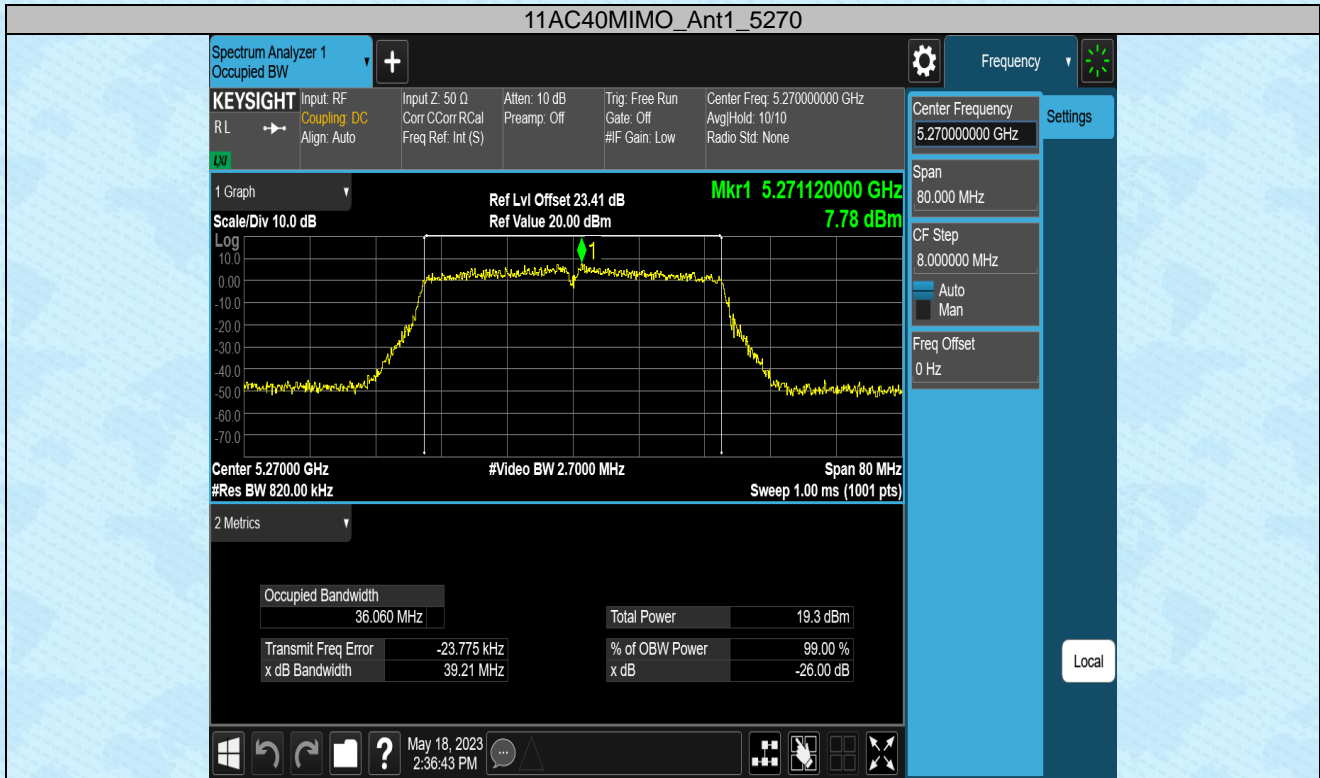 11AC40MIMO_Ant1_5270
Spectrum Analyzer 1
Occupied BW
+
Frequency
KEYSIGHT
RL
LXI
Input: RF
Coupling: DC
Align: Auto
Input Z: 50 Ω
Corr CCorr RCal
Freq Ref: Int (S)
Atten: 10 dB
Preamp: Off
Trig: Free Run
Gate: Off
#IF Gain: Low
Center Freq: 5.270000000 GHz
Avg|Hold: 10/10
Radio Std: None
Center Frequency
5.270000000 GHz
Settings
Span
80.000 MHz
CF Step
8.000000 MHz
Auto
Man
Freq Offset
0 Hz
Local
1 Graph
Scale/Div 10.0 dB
Ref Lvl Offset 23.41 dB
Ref Value 20.00 dBm
Mkr1 5.271120000 GHz
7.78 dBm
Log
1
10.0
0.00
-10.0
-20.0
-30.0
-40.0
-50.0
-60.0
-70.0
Center 5.27000 GHz
#Video BW 2.7000 MHz
Span 80 MHz
#Res BW 820.00 kHz
Sweep 1.00 ms (1001 pts)
2 Metrics
Occupied Bandwidth
36.060 MHz
Total Power 19.3 dBm
Transmit Freq Error -23.775 kHz
% of OBW Power 99.00 %
x dB Bandwidth 39.21 MHz
x dB -26.00 dB
?
May 18, 2023
2:36:43 PM